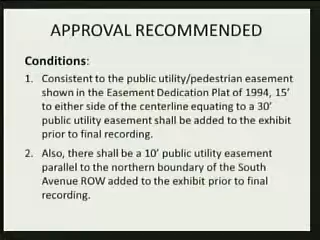 APPROVAL RECOMMENDED
Conditions:
1. Consistent to the public utility/pedestrian easement
shown in the Easement Dedication Plat of 1994, 15’
to either side of the centerline equating to a 30’
public utility easement shall be added to the exhibit
prior to final recording.
2. Also, there shall be a 10’ public utility easement
parallel to the northern boundary of the South
Avenue ROW added to the exhibit prior to final
recording.